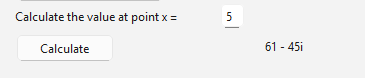 Calculate the value at point x = 5
Calculate 61 - 45i